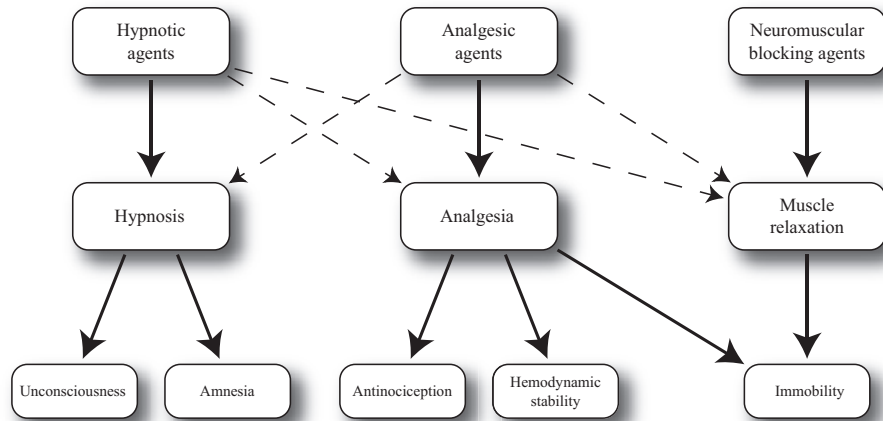 Hypnotic
agents
Analgesic
agents
Neuromuscular
blocking agents
Hypnosis
Analgesia
Muscle
relaxation
Unconsciousness
Amnesia
Antinociception
Hemodynamic
stability
Immobility